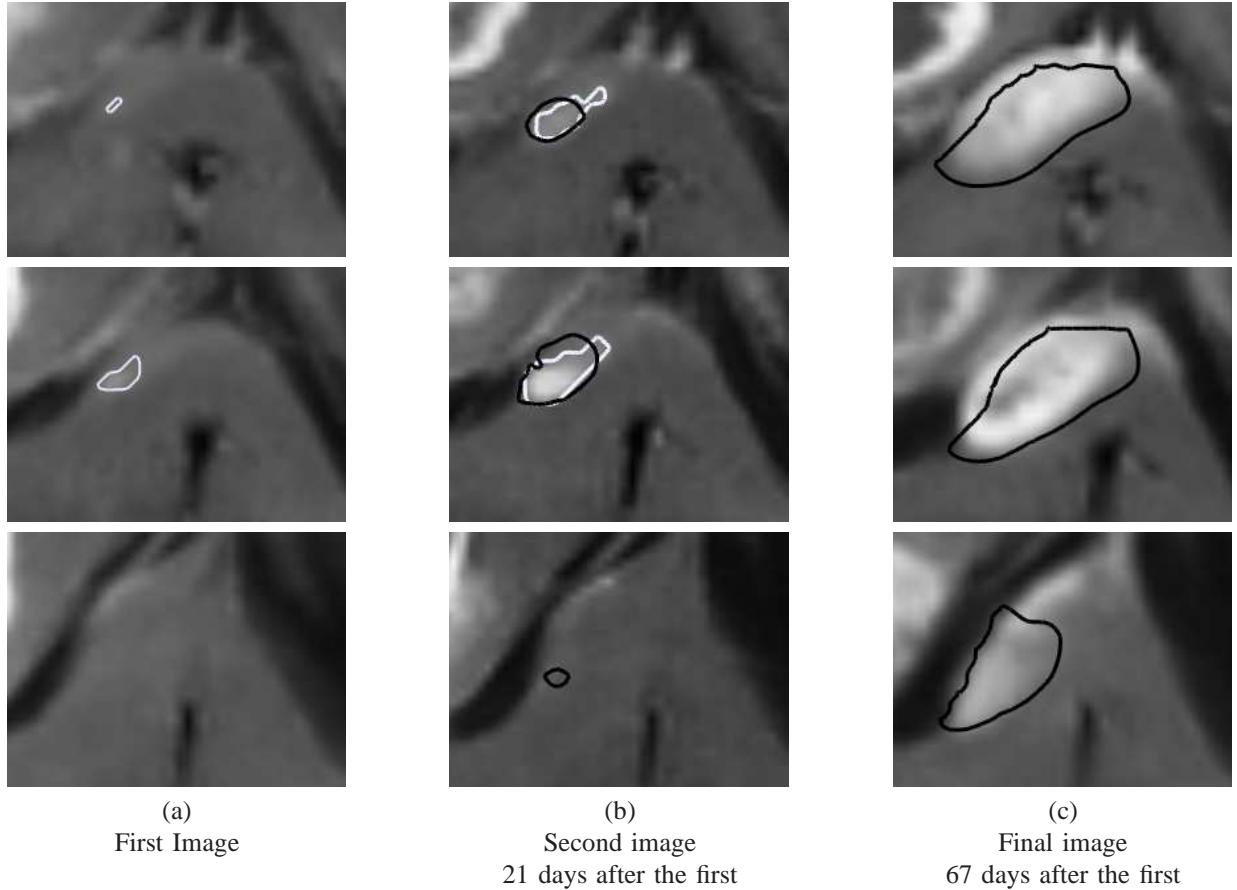 (a)
First Image
(b)
Second image
21 days after the first
(c)
Final image
67 days after the first